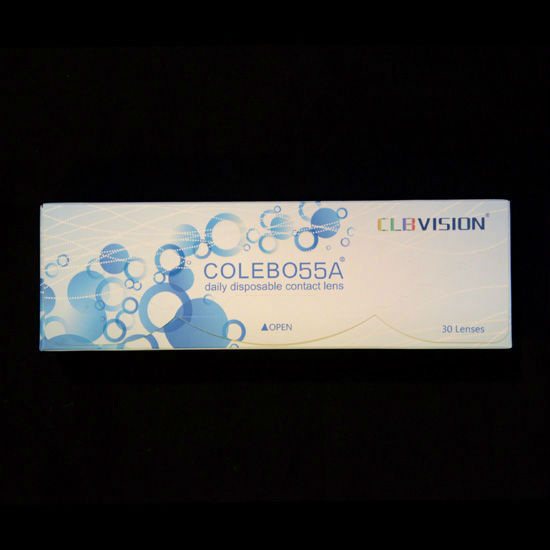 CLBVISION®
COLEBO55A®
daily disposable contact lens
▲OPEN
30 Lenses